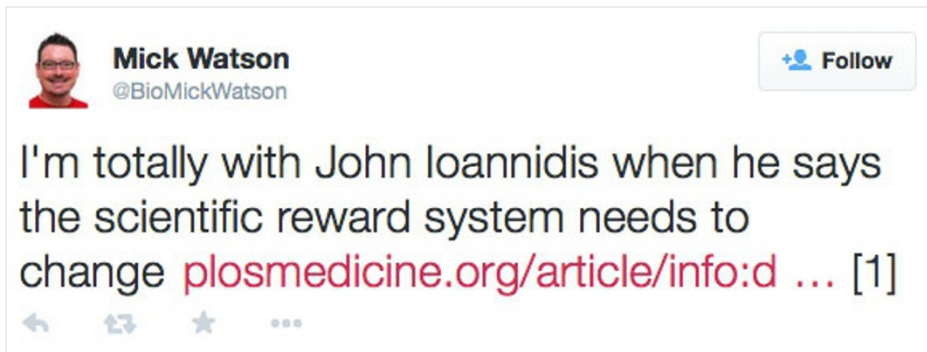 Mick Watson
@BioMickWatson
Follow
I'm totally with John Ioannidis when he says
the scientific reward system needs to
change plosmedicine.org/article/info:d ... [1]